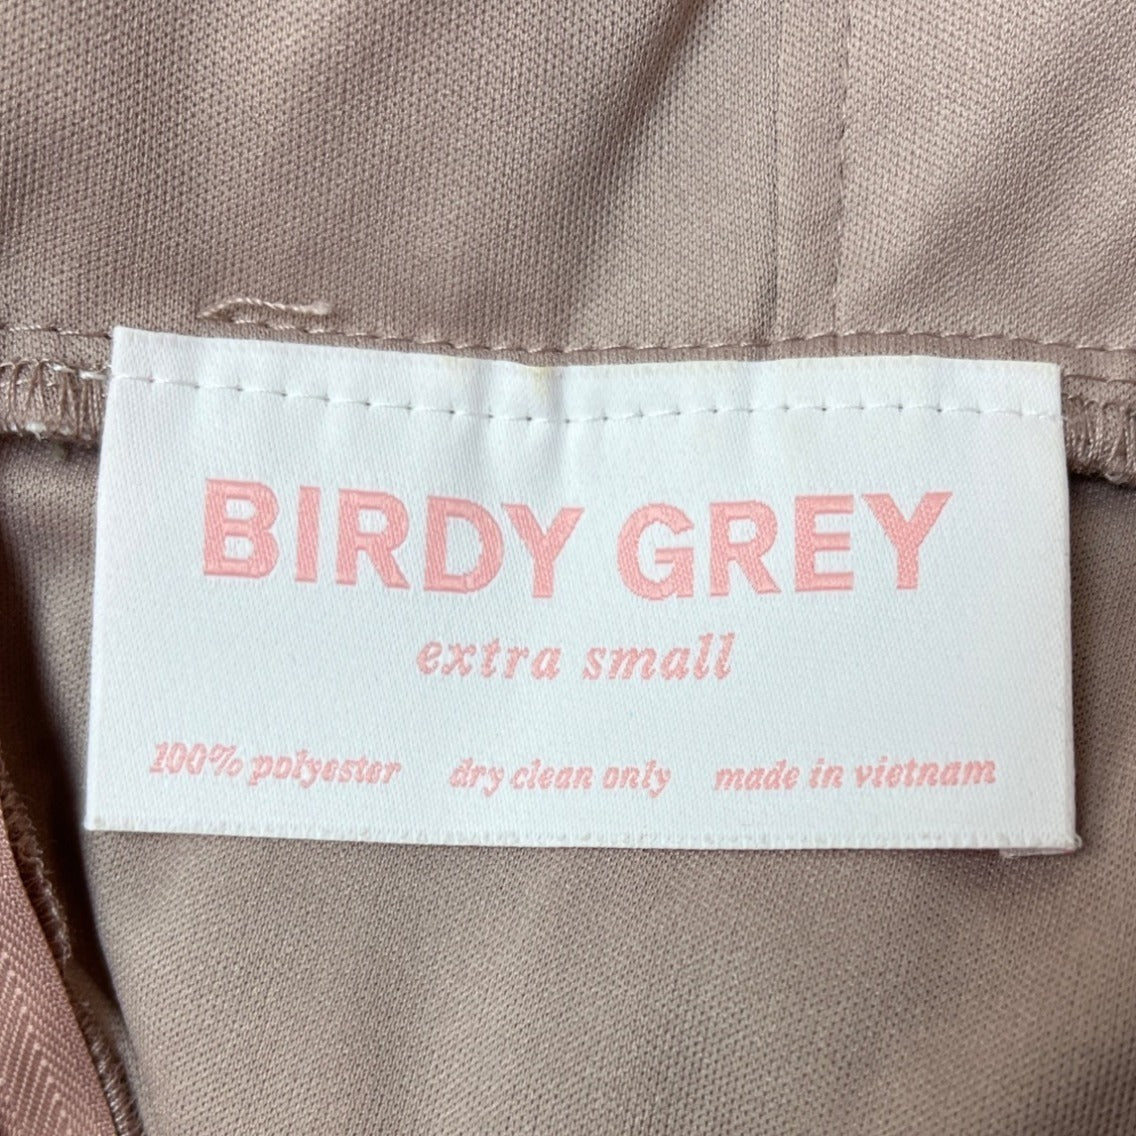 BIRDY GREY
extra small
100% polyester dry clean only made in vietnam